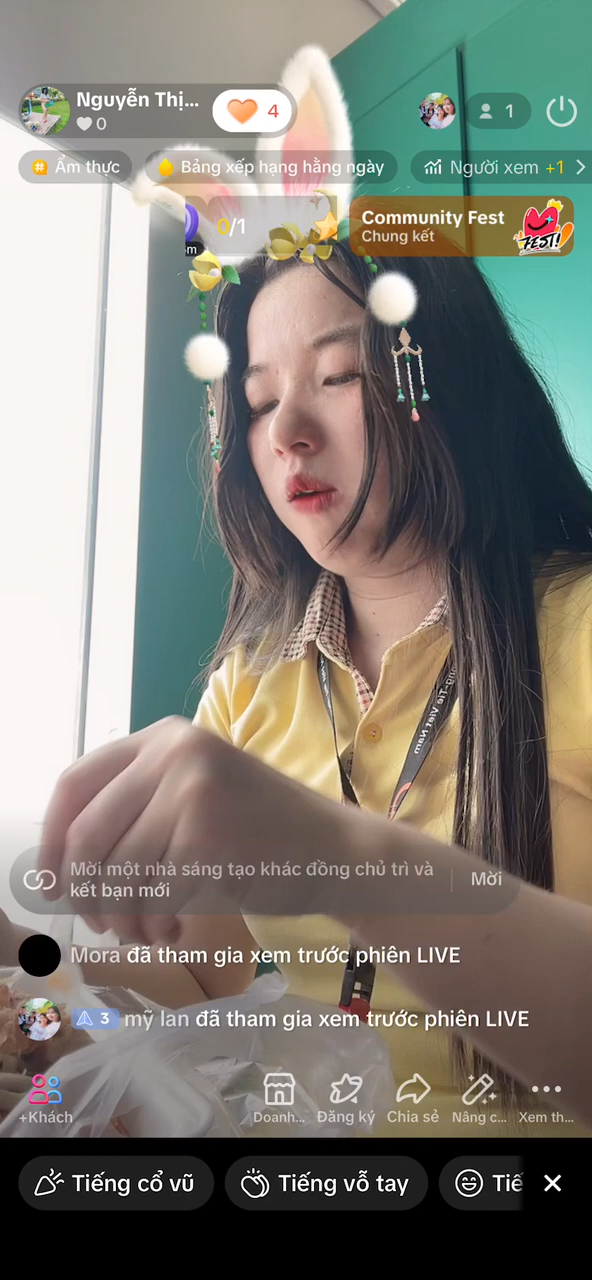 Nguyễn Thị...
0
4
1
Ẩm thực
Bảng xếp hạng hằng ngày
Người xem +1
0/1
Community Fest
Chung kết
FEST!
Mời một nhà sáng tạo khác đồng chủ trì và
kết bạn mới
Mời
Mora đã tham gia xem trước phiên LIVE
3 mỹ lan đã tham gia xem trước phiên LIVE
+Khách
Doanh...
Đăng ký
Chia sẻ
Nâng c...
Xem th...
Tiếng cổ vũ
Tiếng vỗ tay